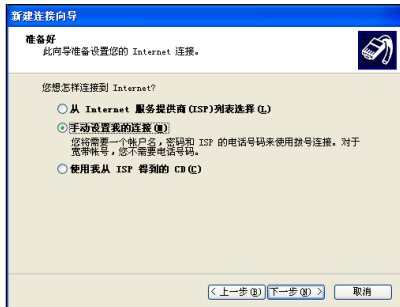 新建连接向导
准备好
此向导准备设置您的 Internet 连接。
您想怎样连接到 Internet?
从 Internet 服务提供商(ISP)列表选择(L)
手动设置我的连接(M)
您将需要一个帐户名，密码和 ISP 的电话号码来使用拨号连接。对于
宽带帐号，您不需要电话号码。
使用我从 ISP 得到的 CD(C)
< 上一步(B) 下一步(N) > 取消